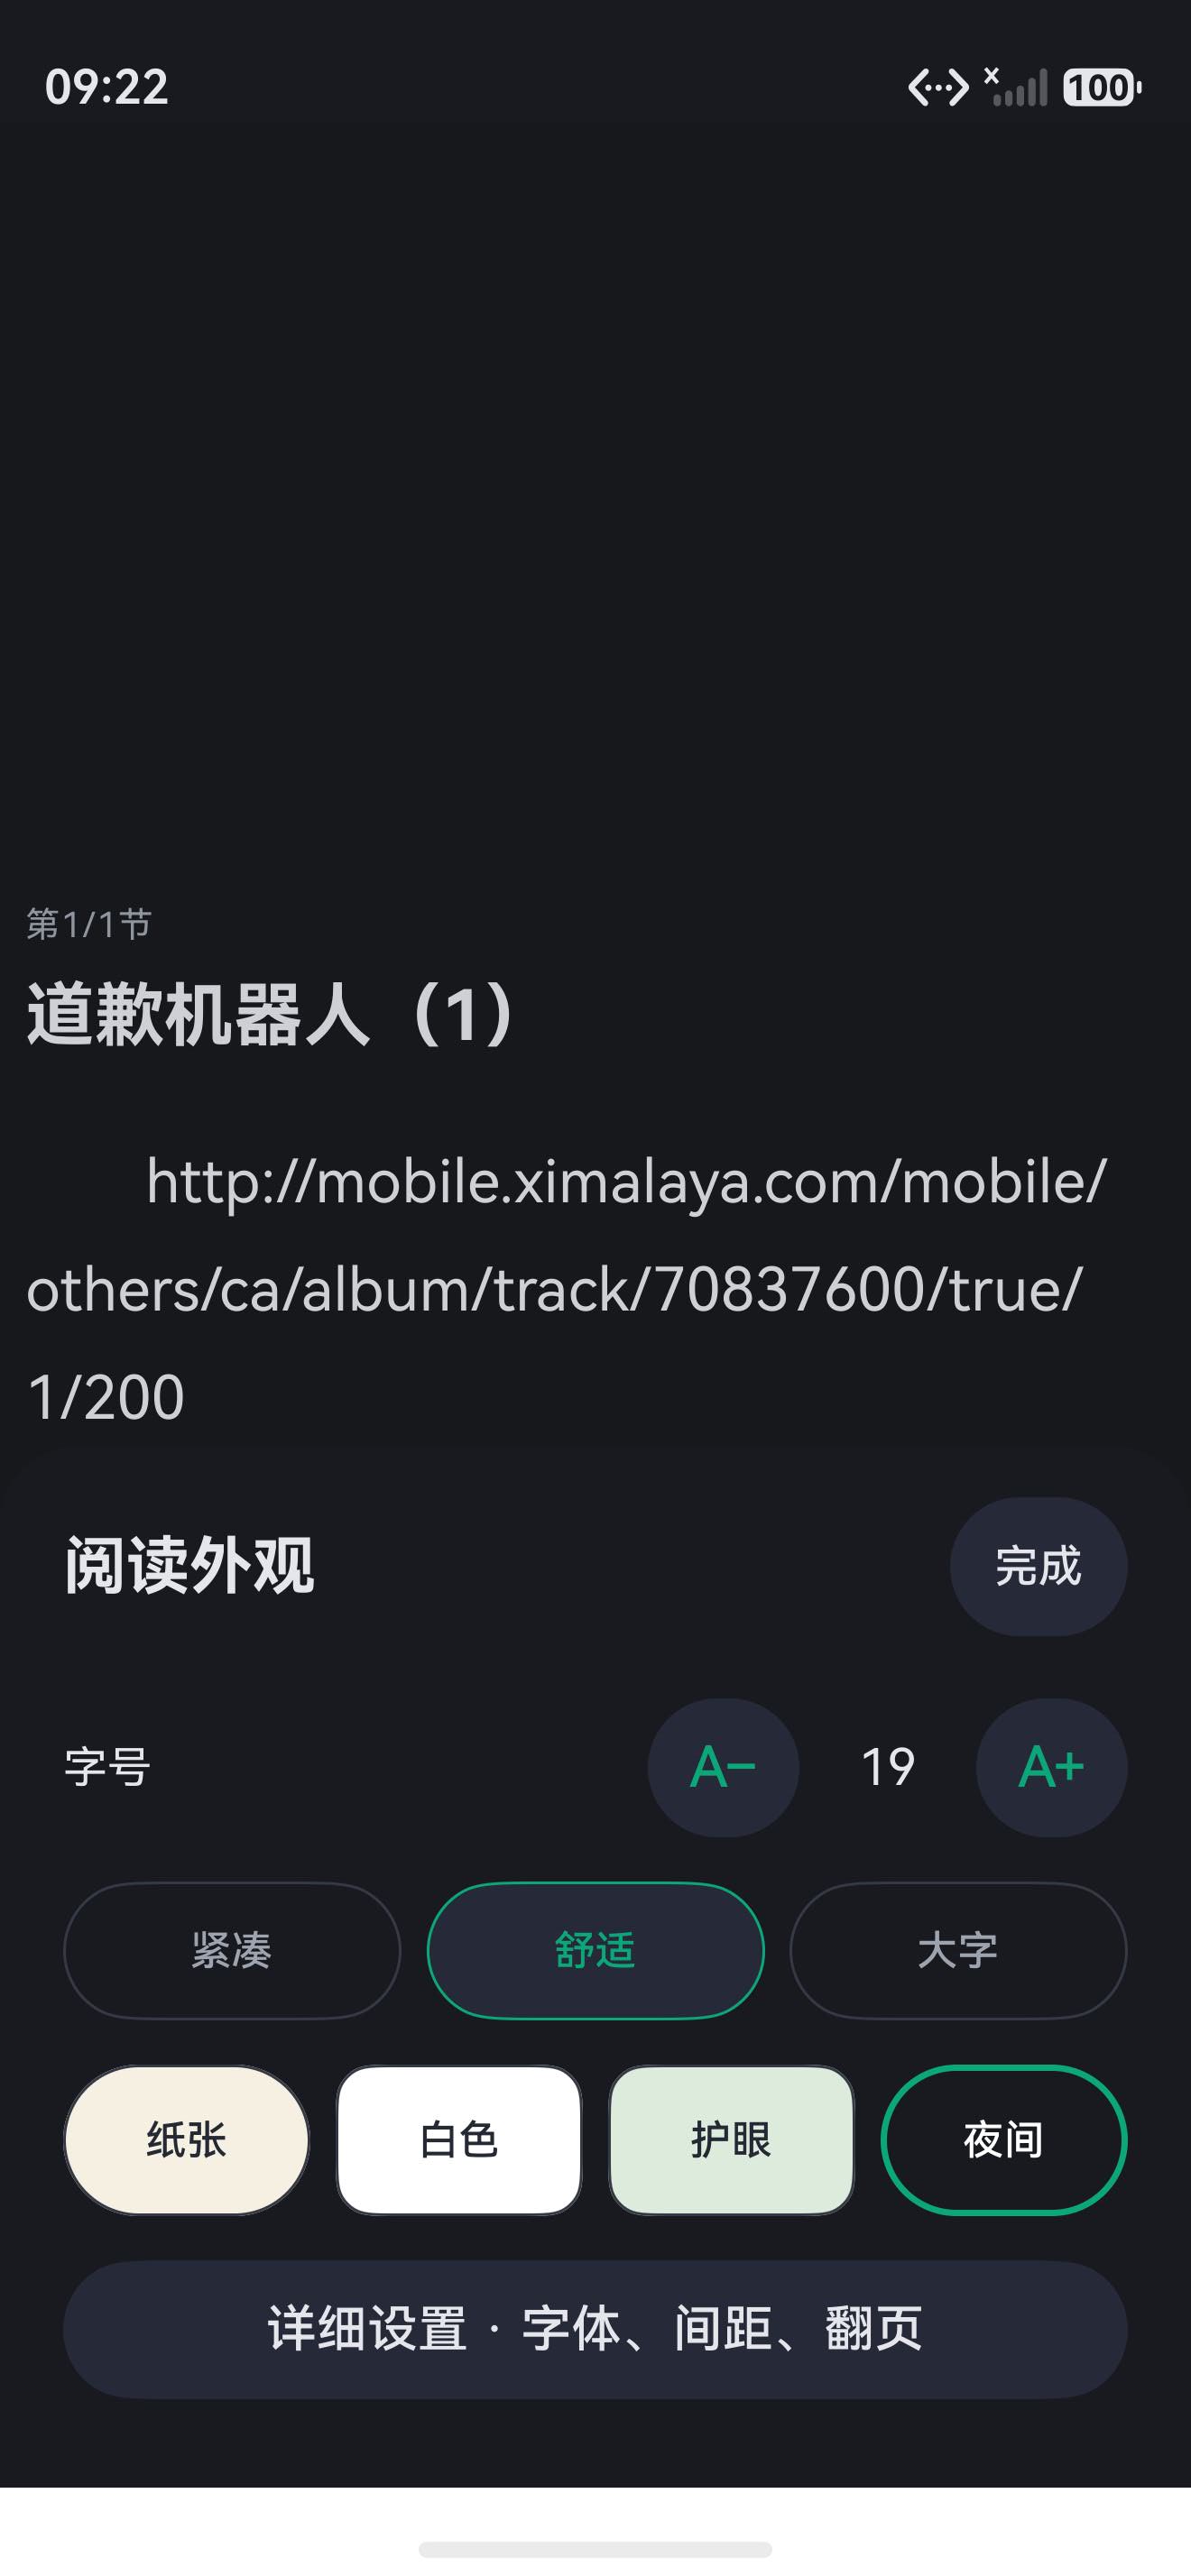 09:22
100
第1/1节
道歉机器人（1）
http://mobile.ximalaya.com/mobile/
others/ca/album/track/70837600/true/
1/200
阅读外观
完成
字号
A−
19
A+
紧凑
舒适
大字
纸张
白色
护眼
夜间
详细设置 · 字体、间距、翻页